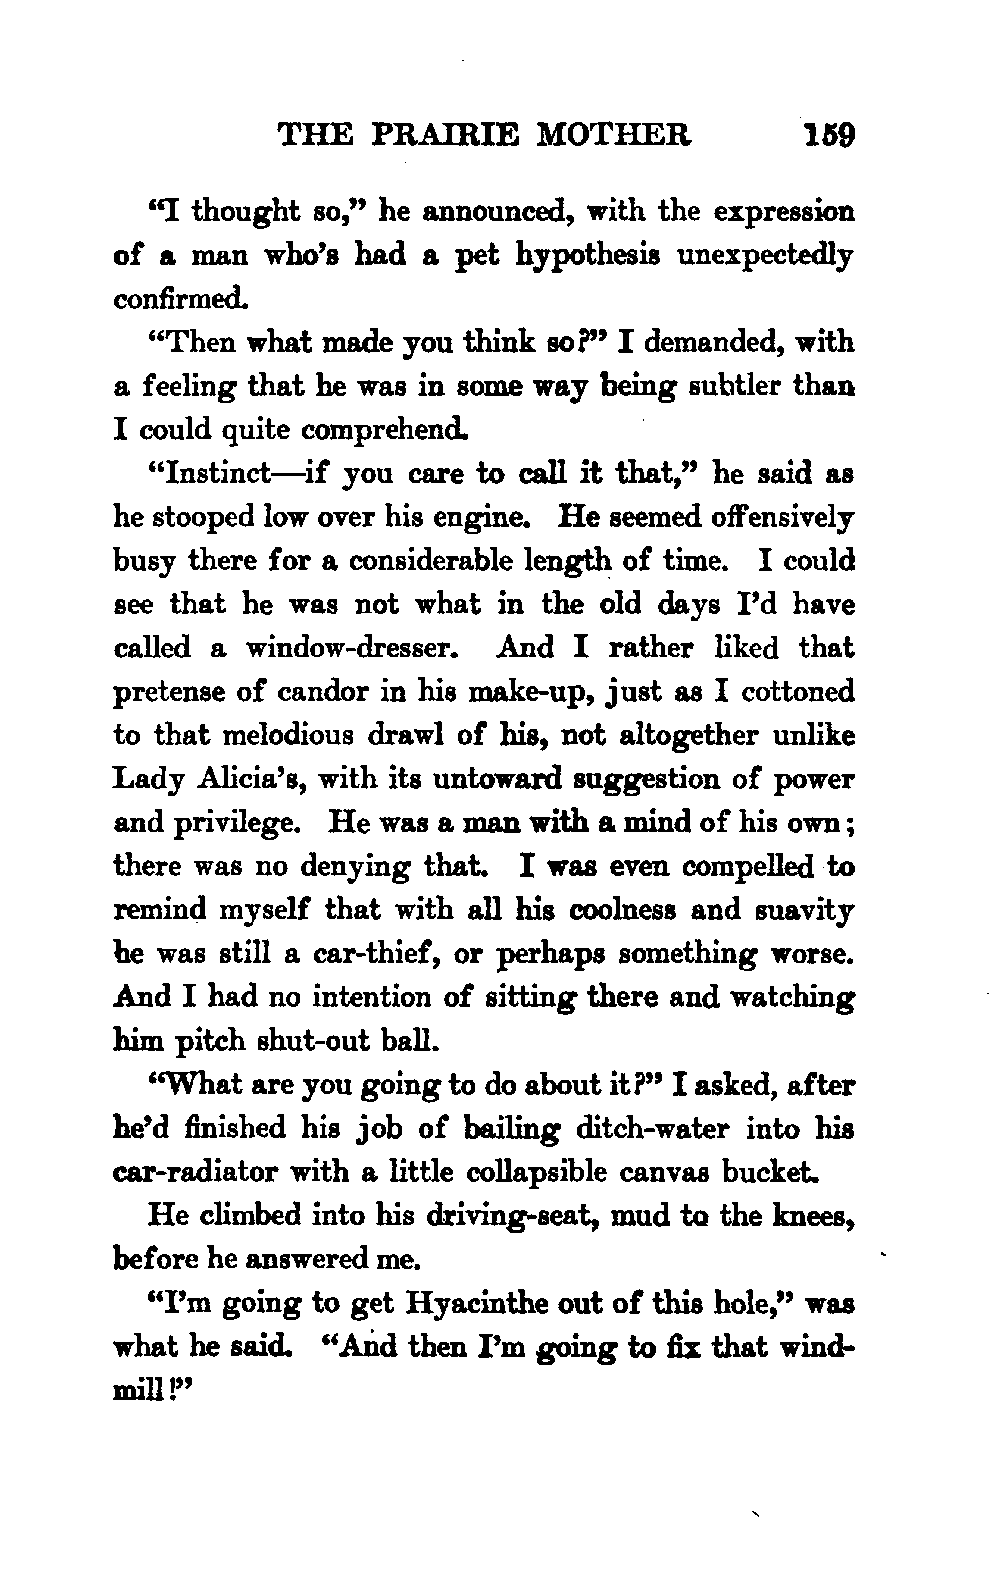 THE PRAIRIE MOTHER 159
“I thought so,” he announced, with the expression
of a man who’s had a pet hypothesis unexpectedly
confirmed.
“Then what made you think so?” I demanded, with
a feeling that he was in some way being subtler than
I could quite comprehend.
“Instinct—if you care to call it that,” he said as
he stooped low over his engine. He seemed offensively
busy there for a considerable length of time. I could
see that he was not what in the old days I’d have
called a window-dresser. And I rather liked that
pretense of candor in his make-up, just as I cottoned
to that melodious drawl of his, not altogether unlike
Lady Alicia’s, with its untoward suggestion of power
and privilege. He was a man with a mind of his own;
there was no denying that. I was even compelled to
remind myself that with all his coolness and suavity
he was still a car-thief, or perhaps something worse.
And I had no intention of sitting there and watching
him pitch shut-out ball.
“What are you going to do about it?” I asked, after
he’d finished his job of bailing ditch-water into his
car-radiator with a little collapsible canvas bucket.
He climbed into his driving-seat, mud to the knees,
before he answered me.
“I’m going to get Hyacinthe out of this hole,” was
what he said. “And then I’m going to fix that wind-
mill!”